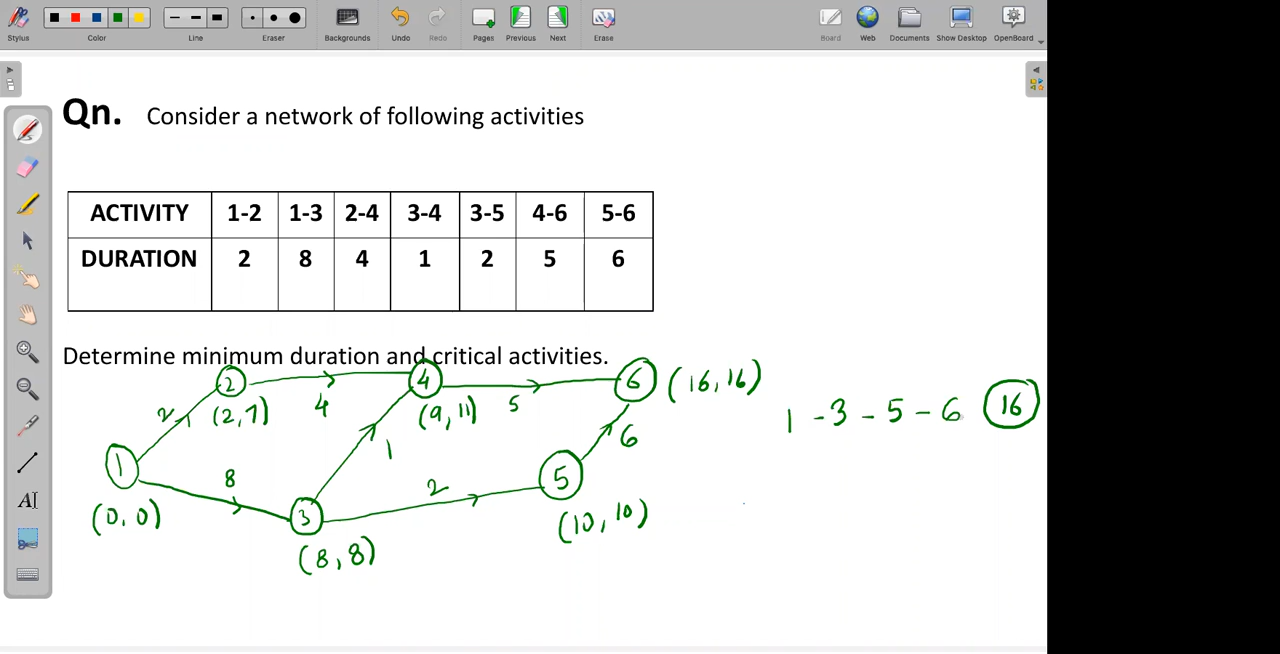 Stylus Color Line Eraser Backgrounds Undo Redo Pages Previous Next Erase Board Web Documents Show Desktop OpenBoard
Qn. Consider a network of following activities
ACTIVITY 1-2 1-3 2-4 3-4 3-5 4-6 5-6
DURATION 2 8 4 1 2 5 6
Determine minimum duration and critical activities.
2 4 6 (16, 16)
2 (2, 7) 4 (9, 11) 5 1 - 3 - 5 - 6 16
1 8 1 6
2 5
(0, 0) 3 (10, 10)
(8, 8)